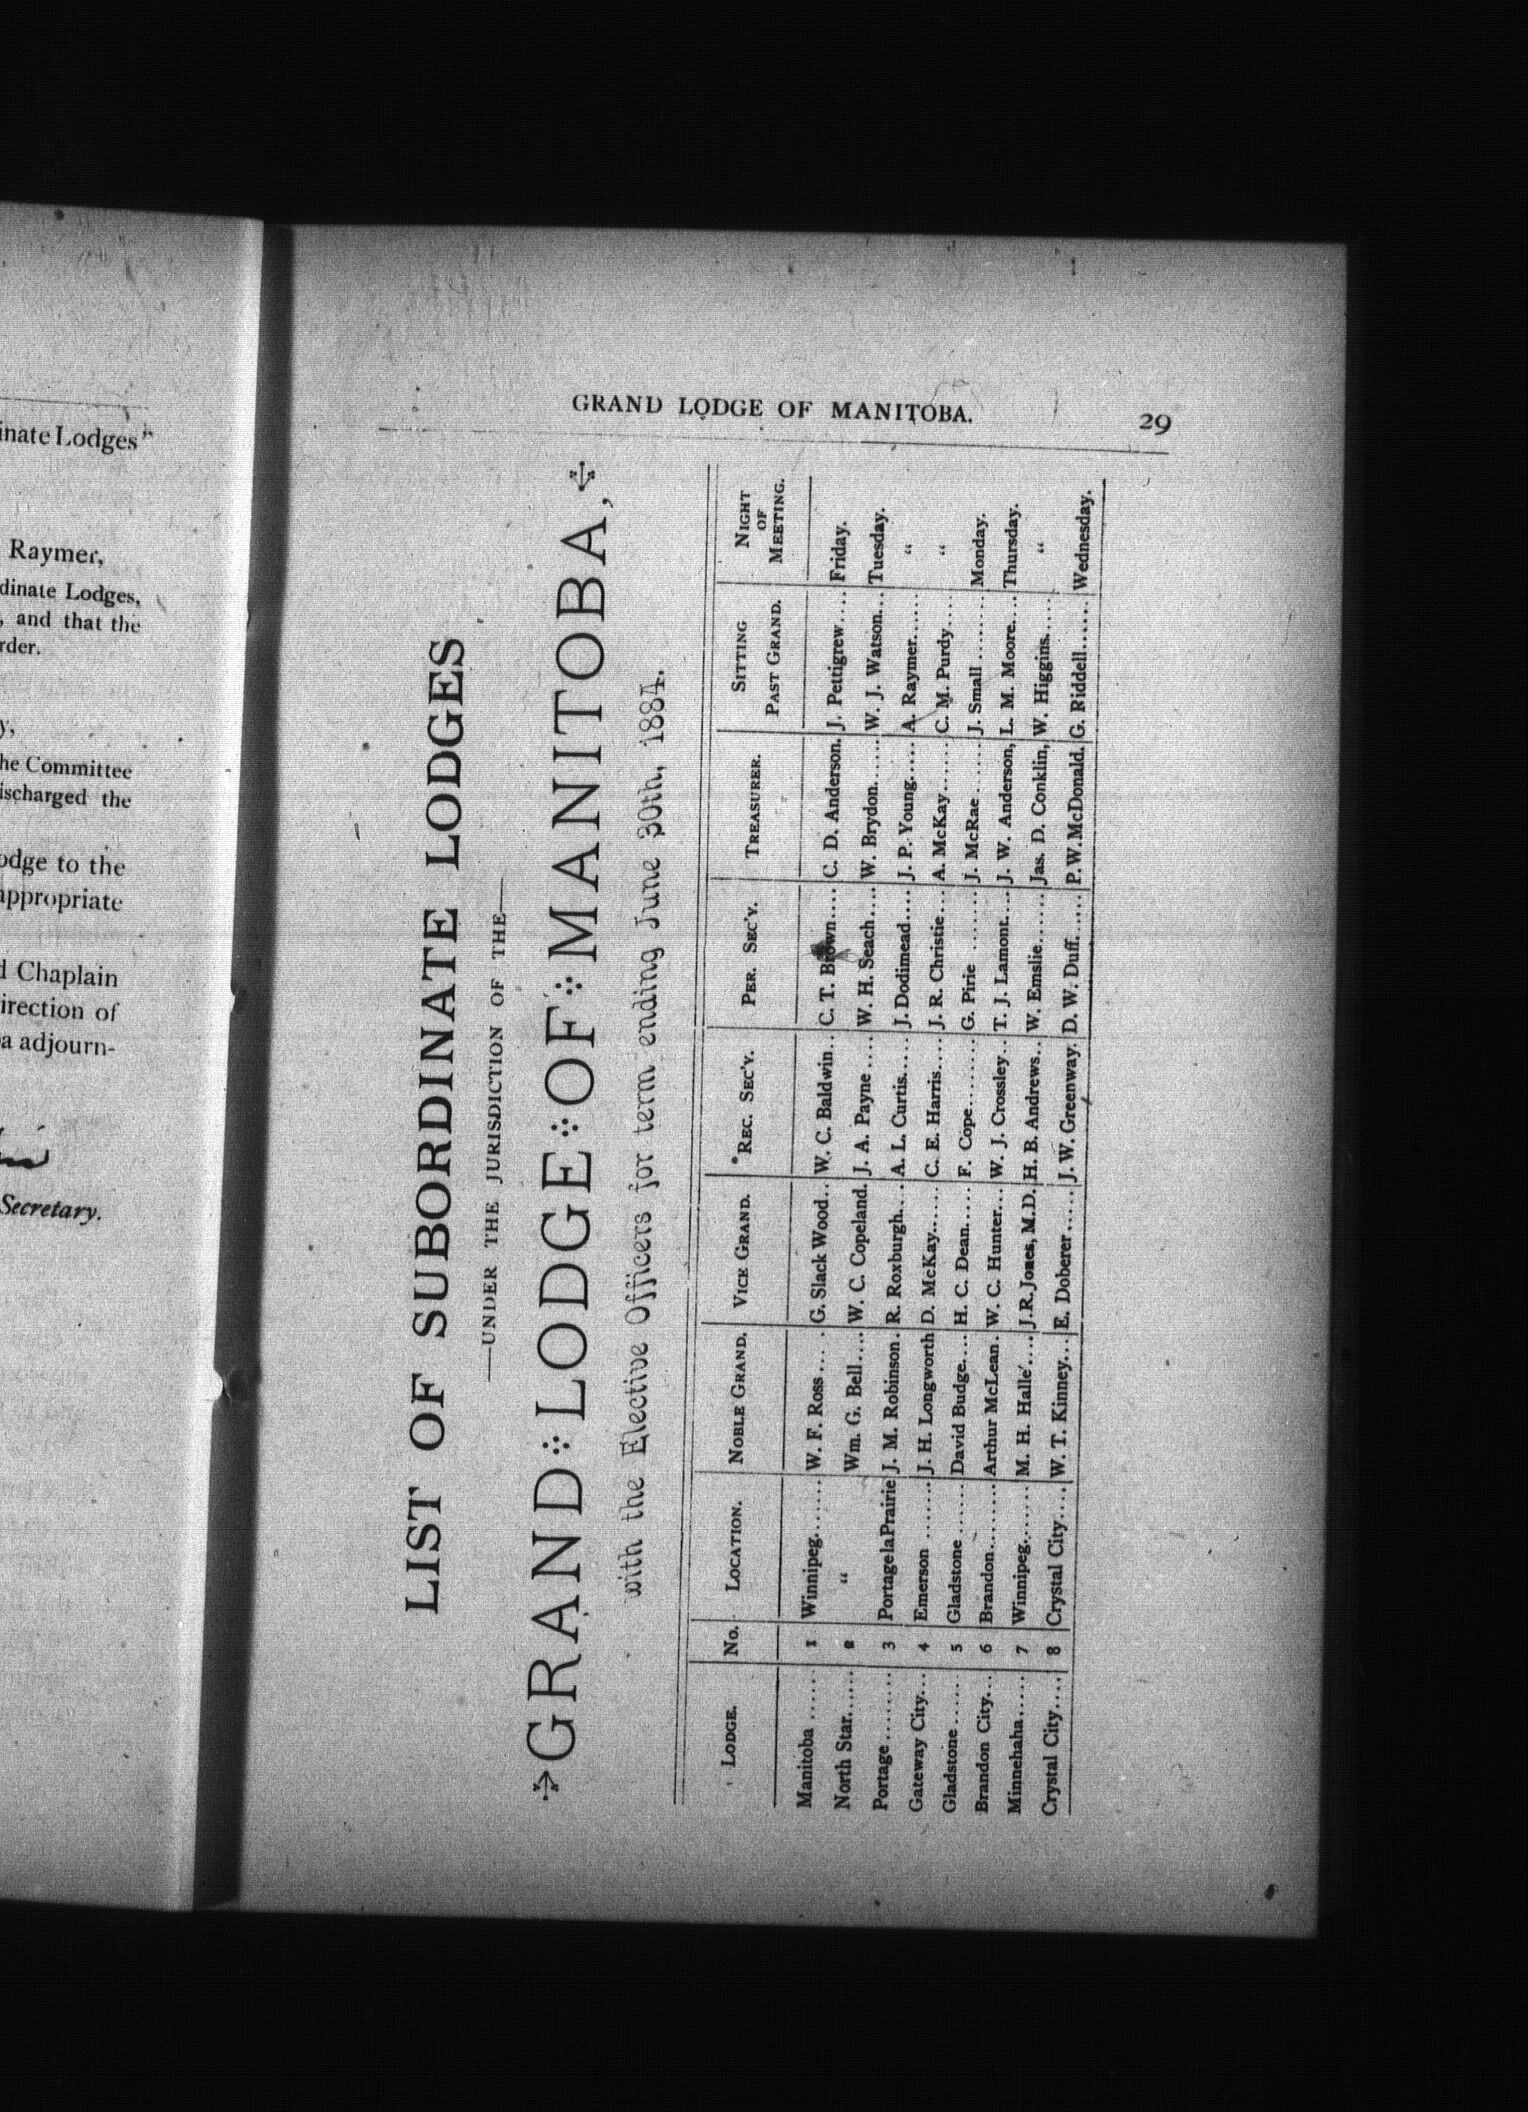 inate Lodges"
Raymer,
dinate Lodges,
, and that the
rder.
y,
he Committee
ischarged the
odge to the
appropriate
d Chaplain
irection of
a adjourn-
Secretary.
GRAND LODGE OF MANITOBA. 29
LIST OF SUBORDINATE LODGES
—UNDER THE JURISDICTION OF THE—
GRAND LODGE OF MANITOBA,
with the Elective Officers for term ending June 30th, 1884.
LODGE. No. LOCATION. NOBLE GRAND. VICE GRAND. REC. SEC'Y. PER. SEC'Y. TREASURER. SITTING PAST GRAND. NIGHT OF MEETING.
Manitoba ...... 1 Winnipeg....... W. F. Ross .... G. Slack Wood.. W. C. Baldwin.. C. T. Brown.... C. D. Anderson. J. Pettigrew .... Friday.
North Star...... 2 " Wm. G. Bell.... W. C. Copeland. J. A. Payne .... W. H. Seach.... W. Brydon...... W. J. Watson... Tuesday.
Portage ........ 3 Portage la Prairie J. M. Robinson. R. Roxburgh... A. L. Curtis..... J. Dodimead.... J. P. Young..... A. Raymer...... "
Gateway City... 4 Emerson ....... J. H. Longworth D. McKay...... C. E. Harris.... J. R. Christie ... A. McKay...... C. M. Purdy..... "
Gladstone ..... 5 Gladstone ...... David Budge.... H. C. Dean..... F. Cope........ G. Pirie ....... J. McRae ...... J. Small ....... Monday.
Brandon City... 6 Brandon........ Arthur McLean. W. C. Hunter... W. J. Crossley.. T. J. Lamont.... J. W. Anderson, L. M. Moore.... Thursday.
Minnehaha..... 7 Winnipeg....... M. H. Halle'.... J. R. Jones, M.D. H. B. Andrews.. W. Emslie...... Jas. D. Conklin, W. Higgins..... "
Crystal City.... 8 Crystal City.... W. T. Kinney... E. Doberer ..... J. W. Greenway. D. W. Duff...... P. W. McDonald. G. Riddell...... Wednesday.